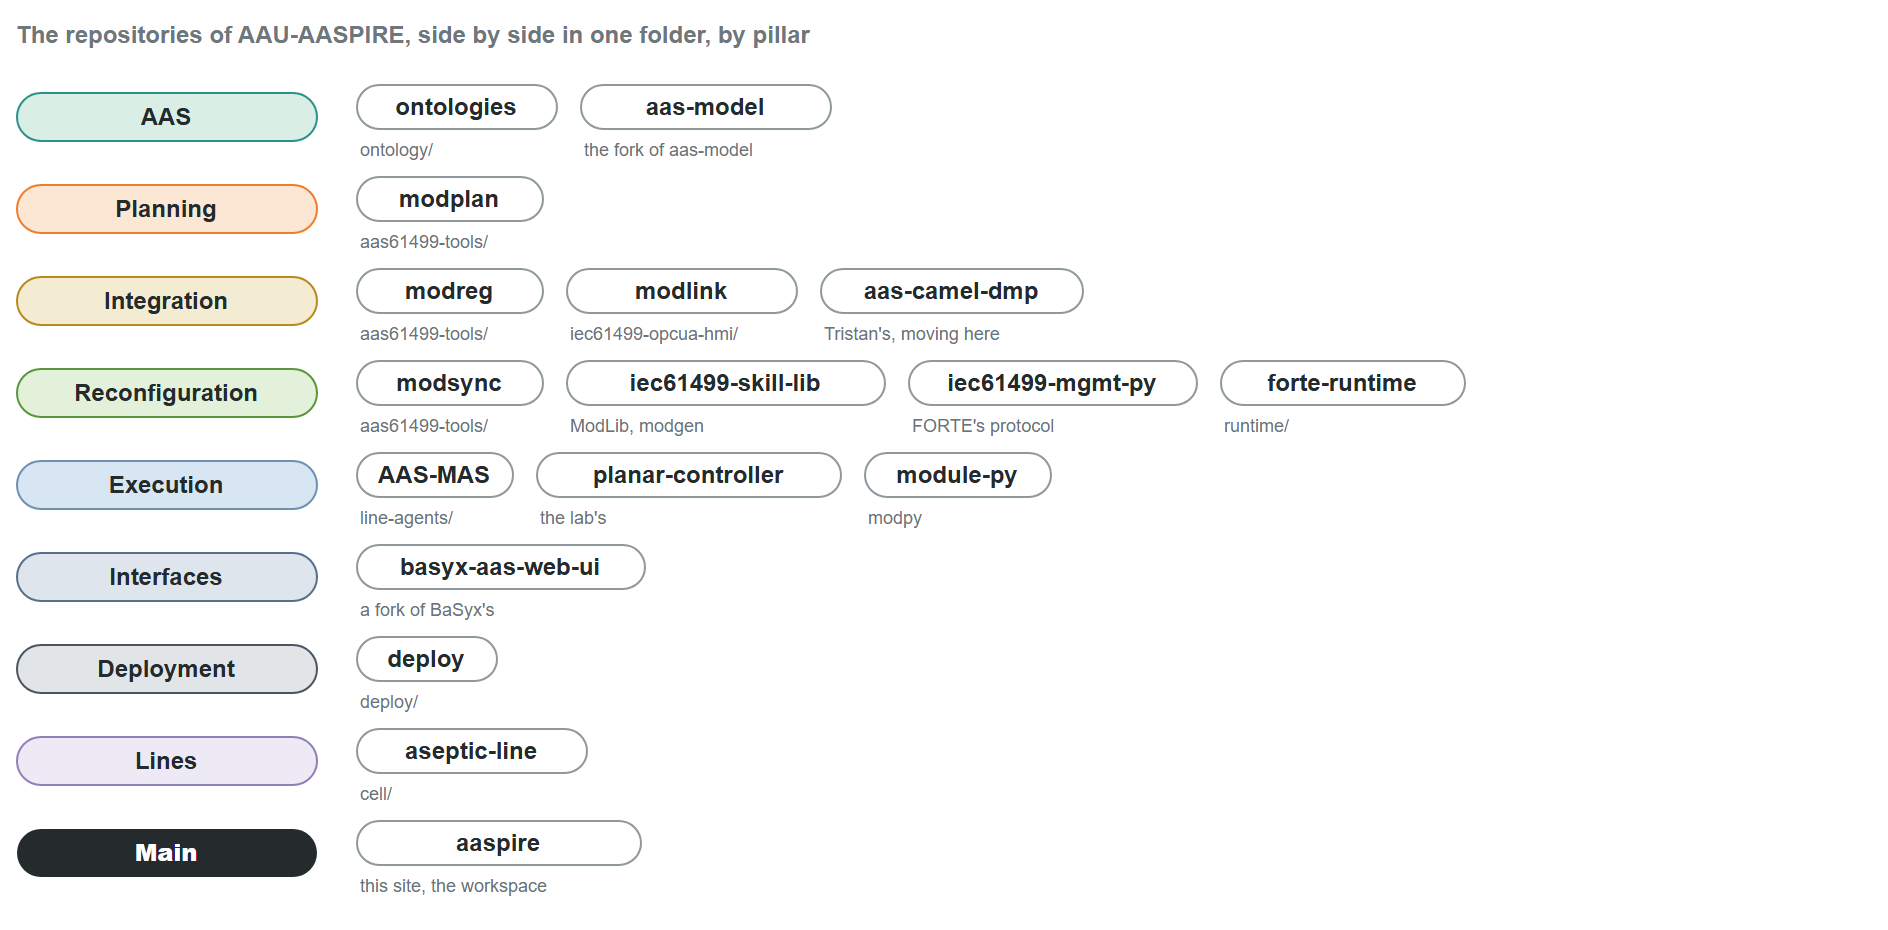 The repositories of AAU-AASPIRE, side by side in one folder, by pillar
AAS
ontologies
aas-model
ontology/
the fork of aas-model
Planning
modplan
aas61499-tools/
Integration
modreg
modlink
aas-camel-dmp
aas61499-tools/
iec61499-opcua-hmi/
Tristan's, moving here
Reconfiguration
modsync
iec61499-skill-lib
iec61499-mgmt-py
forte-runtime
aas61499-tools/
ModLib, modgen
FORTE's protocol
runtime/
Execution
AAS-MAS
planar-controller
module-py
line-agents/
the lab's
modpy
Interfaces
basyx-aas-web-ui
a fork of BaSyx's
Deployment
deploy
deploy/
Lines
aseptic-line
cell/
Main
aaspire
this site, the workspace